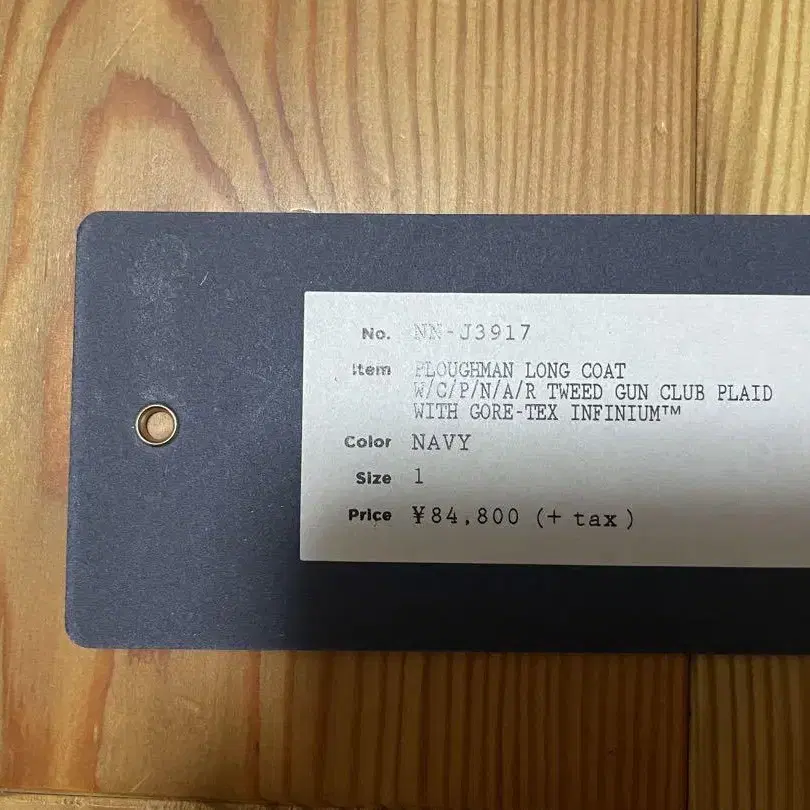 No. NN-J3917
Item PLOUGHMAN LONG COAT
W/C/P/N/A/R TWEED GUN CLUB PLAID
WITH GORE-TEX INFINIUM™
Color NAVY
Size 1
Price ¥84,800 (+ tax)